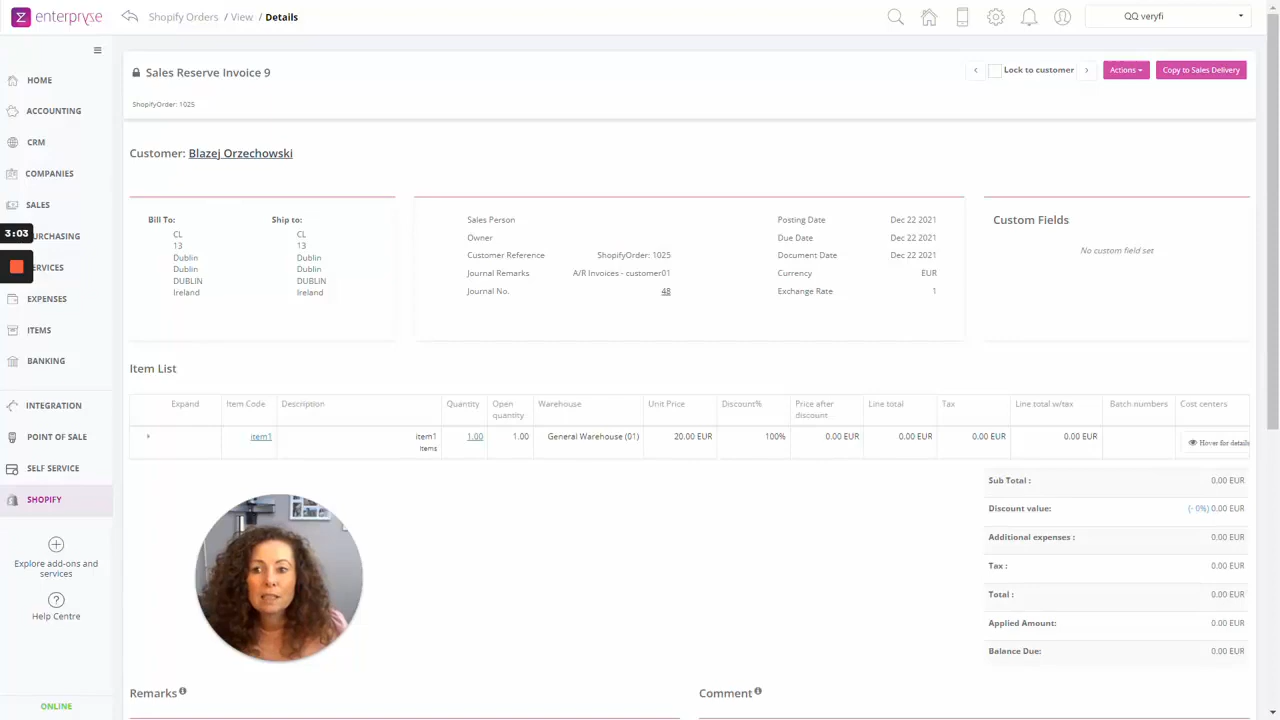 enterpryse
Shopify Orders / View / Details
QQ veryfi
HOME
ACCOUNTING
CRM
COMPANIES
SALES
3:03
URCHASING
ERVICES
EXPENSES
ITEMS
BANKING
INTEGRATION
POINT OF SALE
SELF SERVICE
SHOPIFY
Explore add-ons and
services
Help Centre
ONLINE
Sales Reserve Invoice 9
Lock to customer
Actions
Copy to Sales Delivery
ShopifyOrder: 1025
Customer: Blazej Orzechowski
Bill To:
CL
13
Dublin
Dublin
DUBLIN
Ireland
Ship to:
CL
13
Dublin
Dublin
DUBLIN
Ireland
Sales Person
Owner
Customer Reference ShopifyOrder: 1025
Journal Remarks A/R Invoices - customer01
Journal No. 48
Posting Date Dec 22 2021
Due Date Dec 22 2021
Document Date Dec 22 2021
Currency EUR
Exchange Rate 1
Custom Fields
No custom field set
Item List
Expand Item Code Description Quantity Open quantity Warehouse Unit Price Discount% Price after discount Line total Tax Line total w/tax Batch numbers Cost centers
item1 item1 1.00 1.00 General Warehouse (01) 20.00 EUR 100% 0.00 EUR 0.00 EUR 0.00 EUR 0.00 EUR Hover for details
Items
Sub Total : 0.00 EUR
Discount value: (- 0%) 0.00 EUR
Additional expenses : 0.00 EUR
Tax : 0.00 EUR
Total : 0.00 EUR
Applied Amount: 0.00 EUR
Balance Due: 0.00 EUR
Remarks
Comment